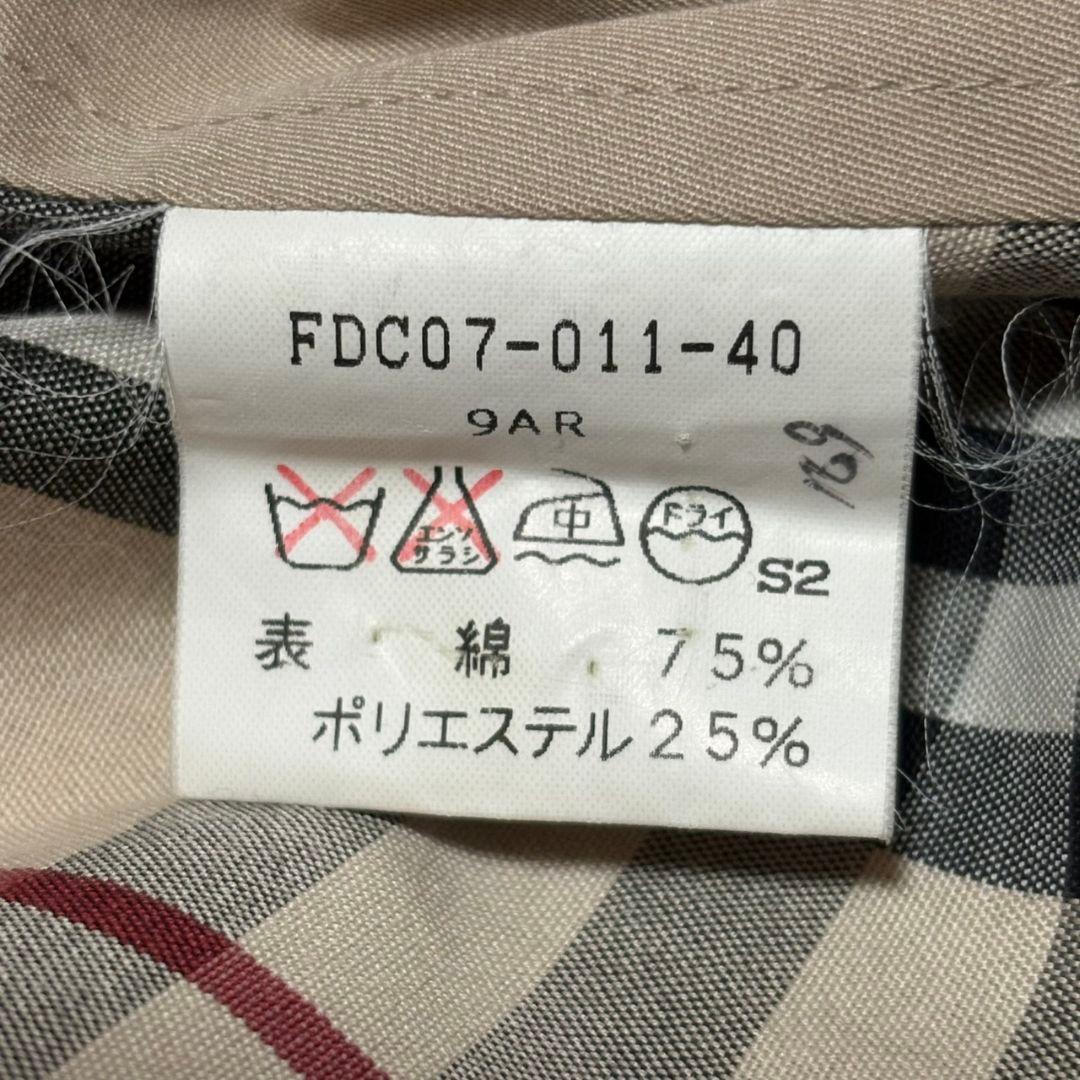 FDC07-011-40
9AR
エンソ
サラシ
中
ドライ
S2
表 綿 75%
ポリエステル25%